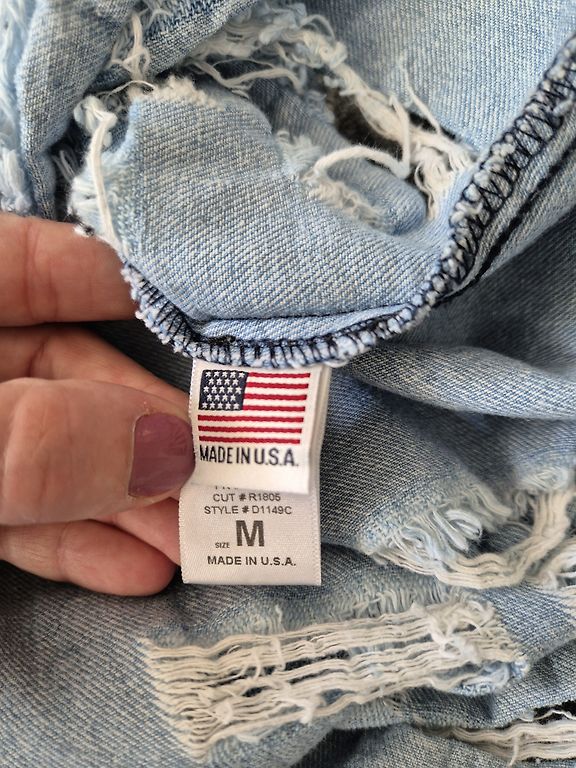 MADE IN U.S.A.
CUT # R1805
STYLE # D1149C
SIZE M
MADE IN U.S.A.